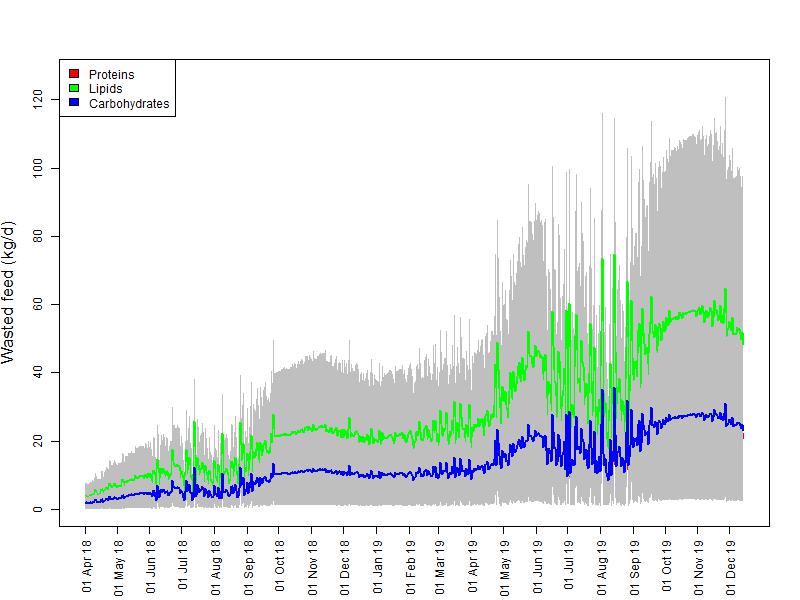 Proteins
Lipids
Carbohydrates
Wasted feed (kg/d)
120
100
80
60
40
20
0
01 Apr 18
01 May 18
01 Jun 18
01 Jul 18
01 Aug 18
01 Sep 18
01 Oct 18
01 Nov 18
01 Dec 18
01 Jan 19
01 Feb 19
01 Mar 19
01 Apr 19
01 May 19
01 Jun 19
01 Jul 19
01 Aug 19
01 Sep 19
01 Oct 19
01 Nov 19
01 Dec 19